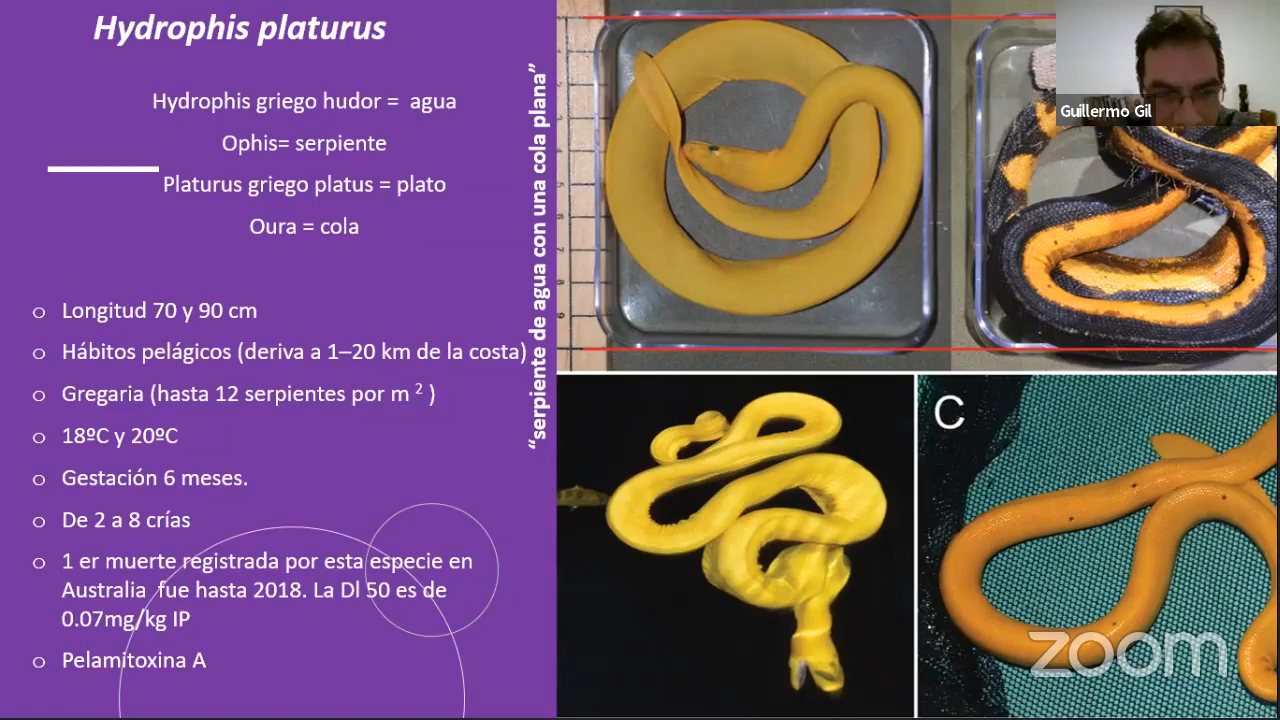 Hydrophis platurus
Hydrophis griego hudor = agua
Ophis= serpiente
Platurus griego platus = plato
Oura = cola
o Longitud 70 y 90 cm
o Hábitos pelágicos (deriva a 1–20 km de la costa)
o Gregaria (hasta 12 serpientes por m ² )
o 18ºC y 20ºC
o Gestación 6 meses.
o De 2 a 8 crías
o 1 er muerte registrada por esta especie en
Australia fue hasta 2018. La Dl 50 es de
0.07mg/kg IP
o Pelamitoxina A
“serpiente de agua con una cola plana”
Guillermo Gil
C
zoom